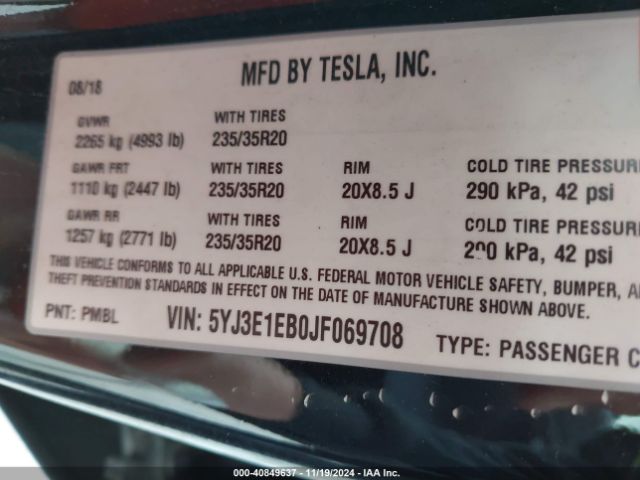 MFD BY TESLA, INC.
08/18
GVWR
2265 kg (4993 lb)
WITH TIRES
235/35R20
GAWR FRT
1110 kg (2447 lb)
WITH TIRES
235/35R20
RIM
20X8.5 J
COLD TIRE PRESSURE
290 kPa, 42 psi
GAWR RR
1257 kg (2771 lb)
WITH TIRES
235/35R20
RIM
20X8.5 J
COLD TIRE PRESSURE
290 kPa, 42 psi
THIS VEHICLE CONFORMS TO ALL APPLICABLE U.S. FEDERAL MOTOR VEHICLE SAFETY, BUMPER, A
THEFT PREVENTION STANDARDS IN EFFECT ON THE DATE OF MANUFACTURE SHOWN ABOVE.
PNT: PMBL
VIN: 5YJ3E1EB0JF069708
TYPE: PASSENGER C
000-40849637 - 11/19/2024 - IAA Inc.